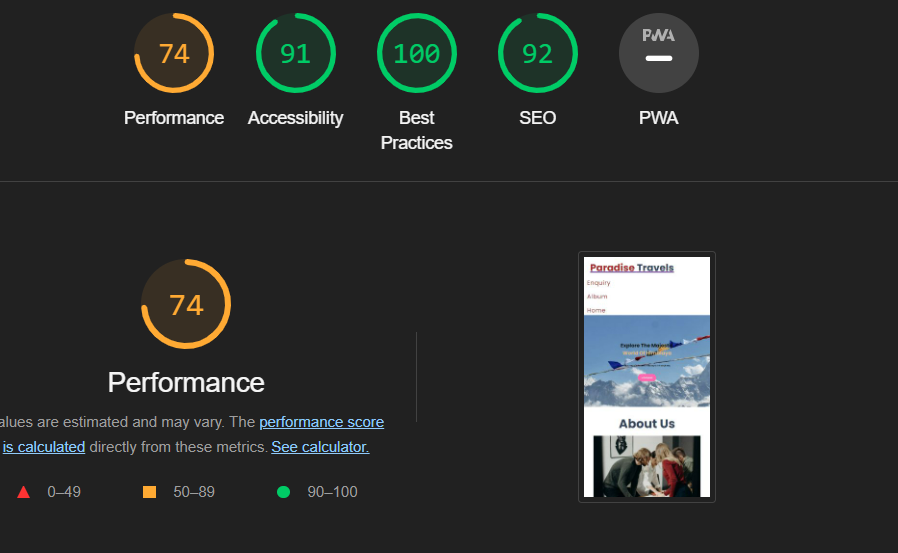 74
91
100
92
PWA
Performance
Accessibility
Best
Practices
SEO
PWA
74
Performance
alues are estimated and may vary. The performance score
is calculated directly from these metrics. See calculator.
0–49
50–89
90–100
Paradise Travels
Enquiry
Album
Home
Explore The
About Us